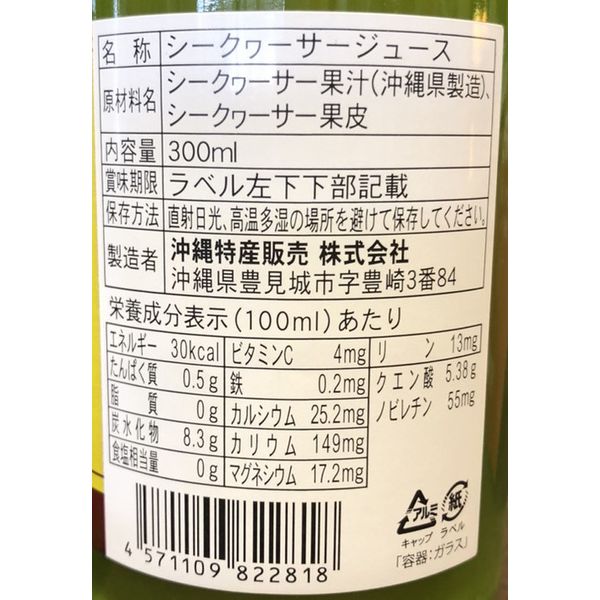 名称 シークヮーサージュース
原材料名 シークヮーサー果汁(沖縄県製造)、
シークヮーサー果皮
内容量 300ml
賞味期限 ラベル左下下部記載
保存方法 直射日光、高温多湿の場所を避けて保存してください。
製造者 沖縄特産販売 株式会社
沖縄県豊見城市字豊崎3番84
栄養成分表示(100ml)あたり
エネルギー 30kcal ビタミンC 4mg リン 13mg
たんぱく質 0.5g 鉄 0.2mg クエン酸 5.38g
脂質 0g カルシウム 25.2mg ノビレチン 55mg
炭水化物 8.3g カリウム 149mg
食塩相当量 0g マグネシウム 17.2mg
4 571109 822818
アルミ 紙
キャップ ラベル
「容器:ガラス」